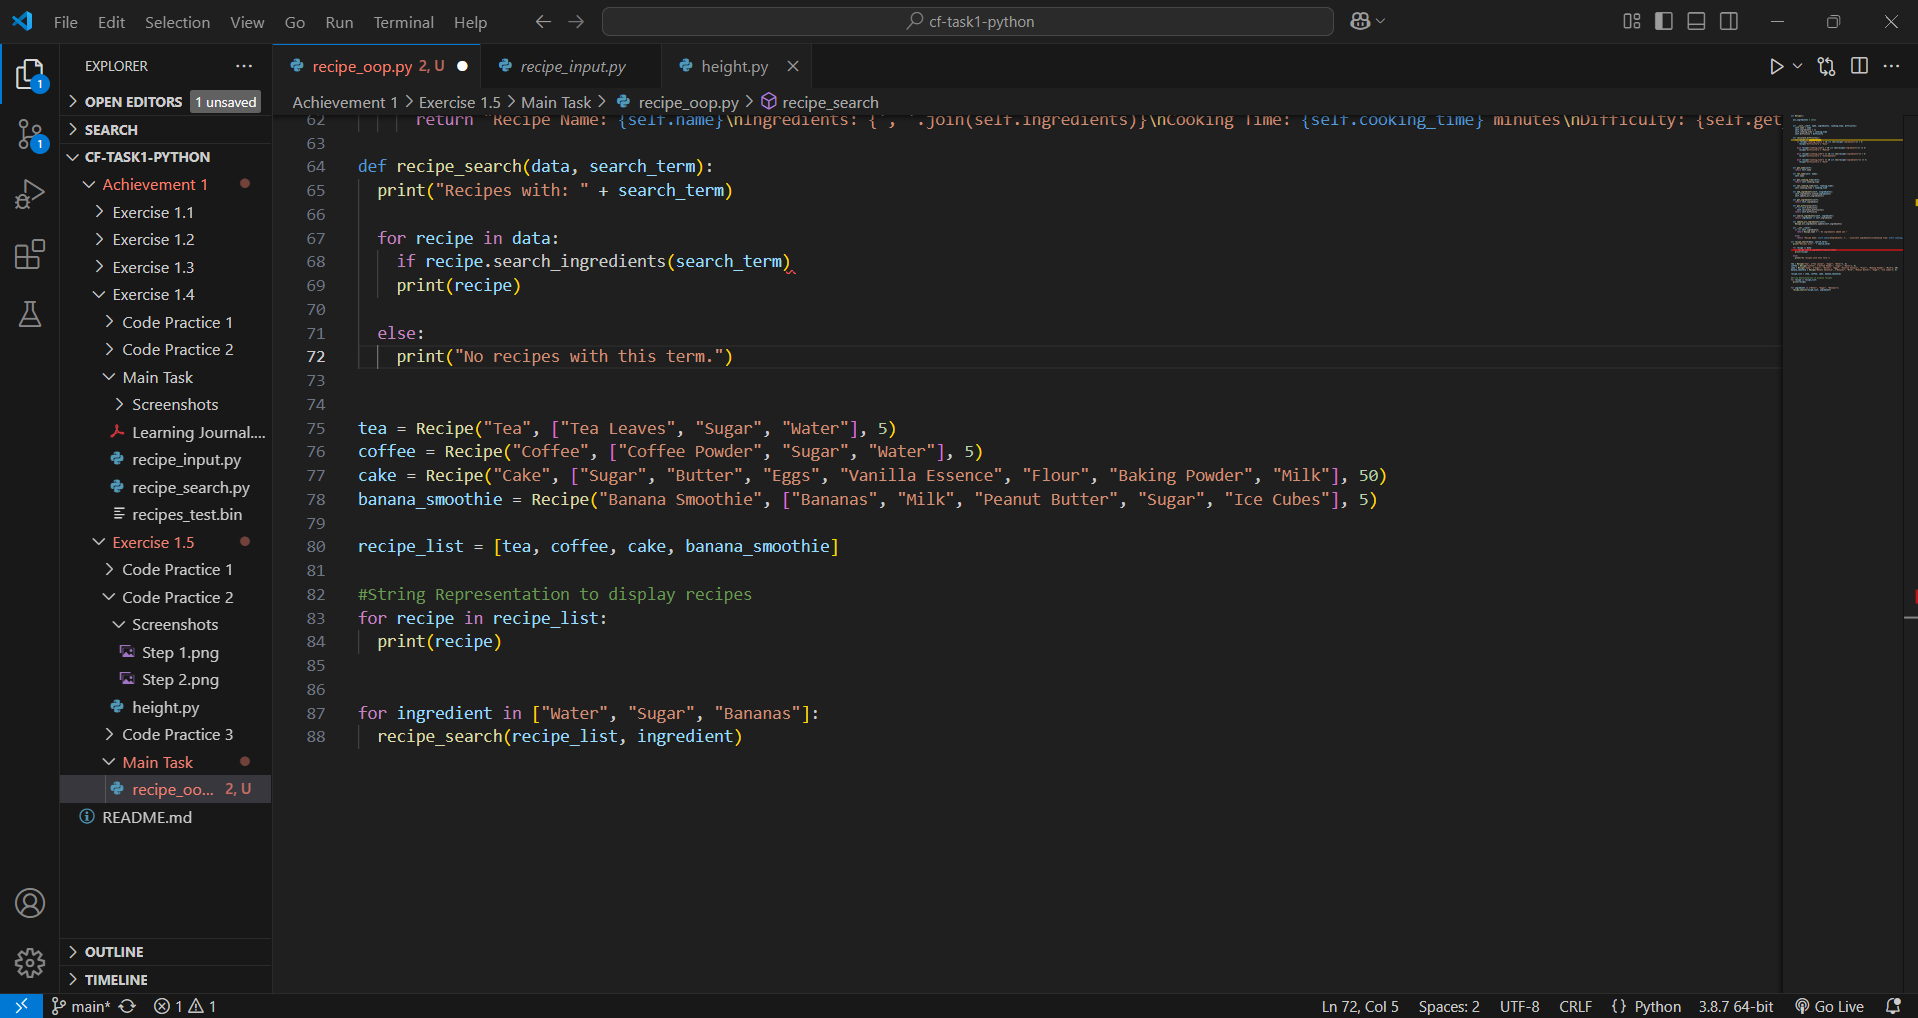 File Edit Selection View Go Run Terminal Help
cf-task1-python
EXPLORER
OPEN EDITORS 1 unsaved
SEARCH
CF-TASK1-PYTHON
Achievement 1
Exercise 1.1
Exercise 1.2
Exercise 1.3
Exercise 1.4
Code Practice 1
Code Practice 2
Main Task
Screenshots
Learning Journal....
recipe_input.py
recipe_search.py
recipes_test.bin
Exercise 1.5
Code Practice 1
Code Practice 2
Screenshots
Step 1.png
Step 2.png
height.py
Code Practice 3
Main Task
recipe_oo... 2, U
README.md
OUTLINE
TIMELINE
recipe_oop.py 2, U
recipe_input.py
height.py
Achievement 1 > Exercise 1.5 > Main Task > recipe_oop.py > recipe_search
62 return "Recipe Name: {self.name}\nIngredients: {', '.join(self.ingredients)}\nCooking Time: {self.cooking_time} minutes\nDifficulty: {self.get_
63
64 def recipe_search(data, search_term):
65 print("Recipes with: " + search_term)
66
67 for recipe in data:
68 if recipe.search_ingredients(search_term)
69 print(recipe)
70
71 else:
72 print("No recipes with this term.")
73
74
75 tea = Recipe("Tea", ["Tea Leaves", "Sugar", "Water"], 5)
76 coffee = Recipe("Coffee", ["Coffee Powder", "Sugar", "Water"], 5)
77 cake = Recipe("Cake", ["Sugar", "Butter", "Eggs", "Vanilla Essence", "Flour", "Baking Powder", "Milk"], 50)
78 banana_smoothie = Recipe("Banana Smoothie", ["Bananas", "Milk", "Peanut Butter", "Sugar", "Ice Cubes"], 5)
79
80 recipe_list = [tea, coffee, cake, banana_smoothie]
81
82 #String Representation to display recipes
83 for recipe in recipe_list:
84 print(recipe)
85
86
87 for ingredient in ["Water", "Sugar", "Bananas"]:
88 recipe_search(recipe_list, ingredient)
1
1
main* 1 1
Ln 72, Col 5 Spaces: 2 UTF-8 CRLF {} Python 3.8.7 64-bit Go Live